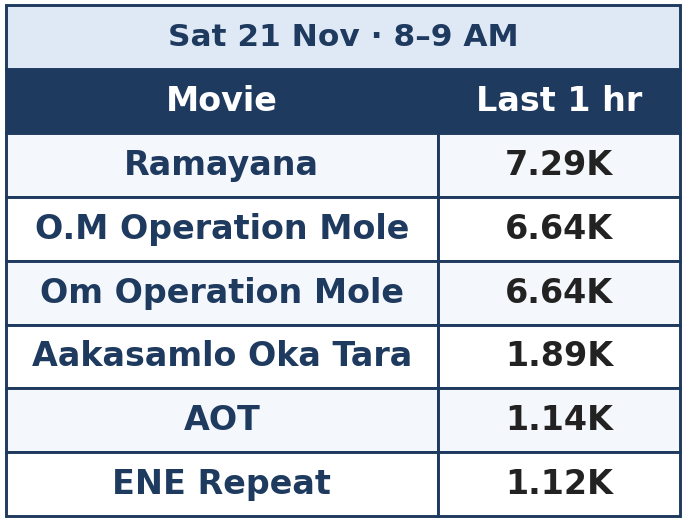 Sat 21 Nov · 8–9 AM
Movie Last 1 hr
Ramayana 7.29K
O.M Operation Mole 6.64K
Om Operation Mole 6.64K
Aakasamlo Oka Tara 1.89K
AOT 1.14K
ENE Repeat 1.12K